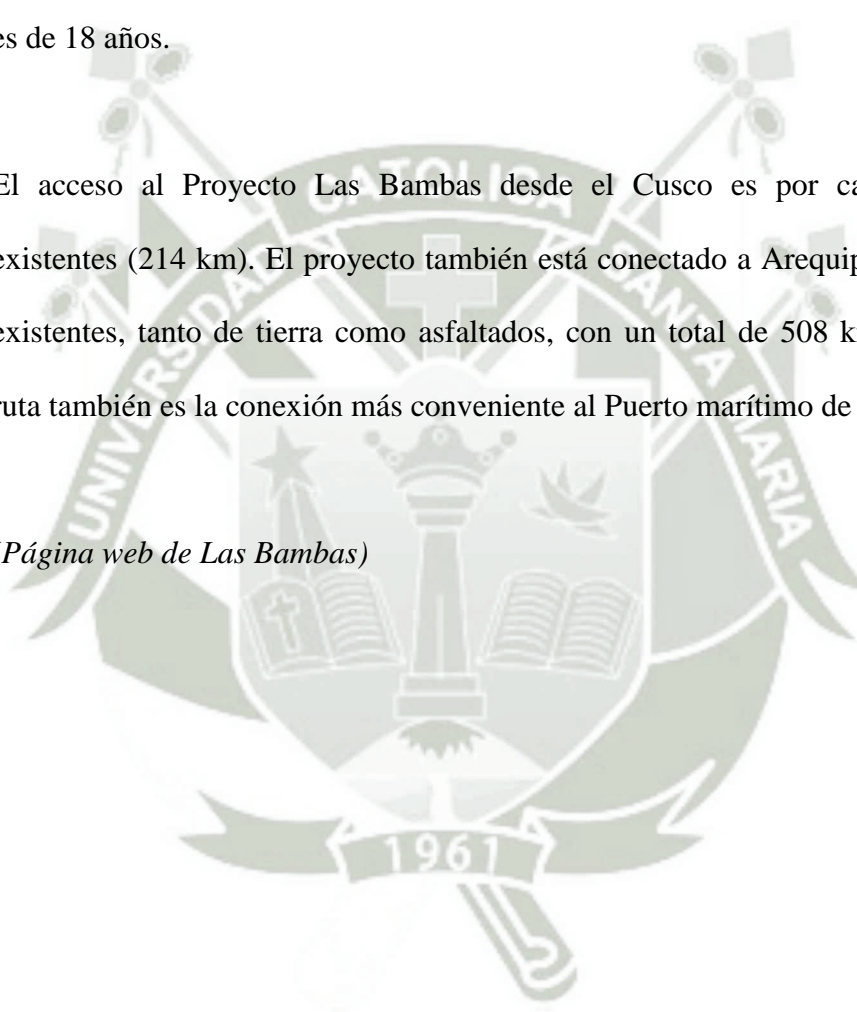 es de 18 años.
El acceso al Proyecto Las Bambas desde el Cusco es por ca
existentes (214 km). El proyecto también está conectado a Arequip
existentes, tanto de tierra como asfaltados, con un total de 508 k
ruta también es la conexión más conveniente al Puerto marítimo de
Página web de Las Bambas)
UNIVERSIDAD CATOLICA SANTA MARIA
1961